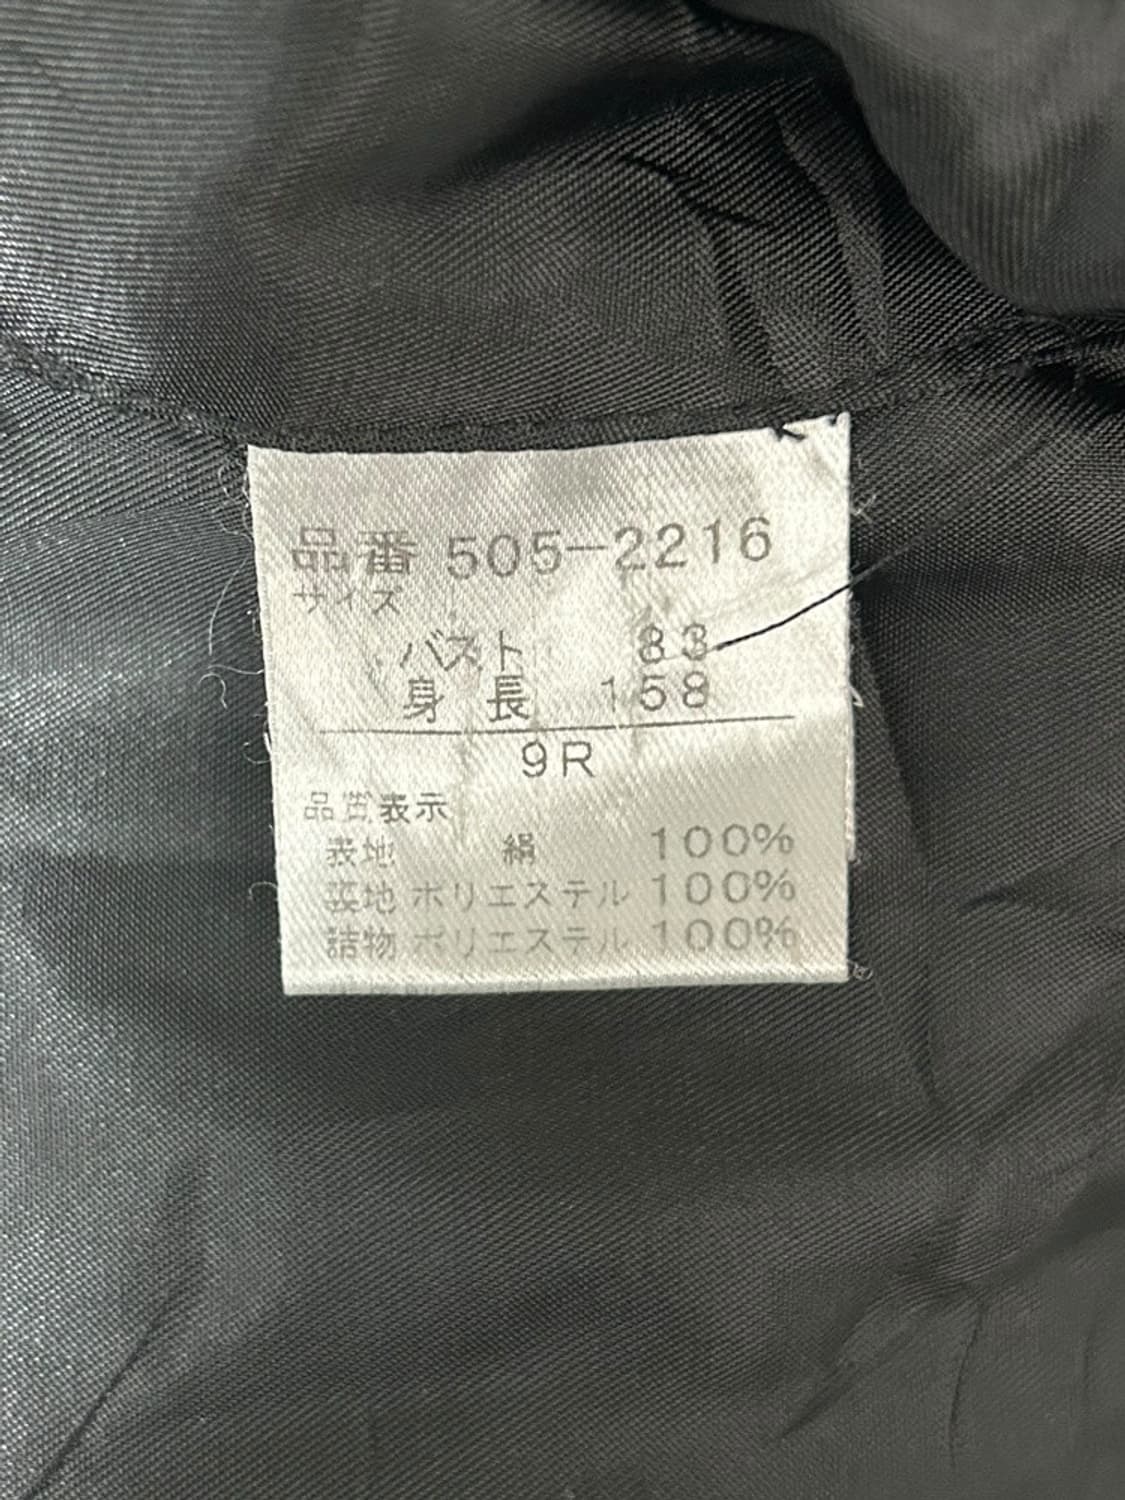 品番 505-2216
サイズ
バスト 83
身長 158
9R
品質表示
表地 絹 100%
裏地 ポリエステル 100%
詰物 ポリエステル 100%